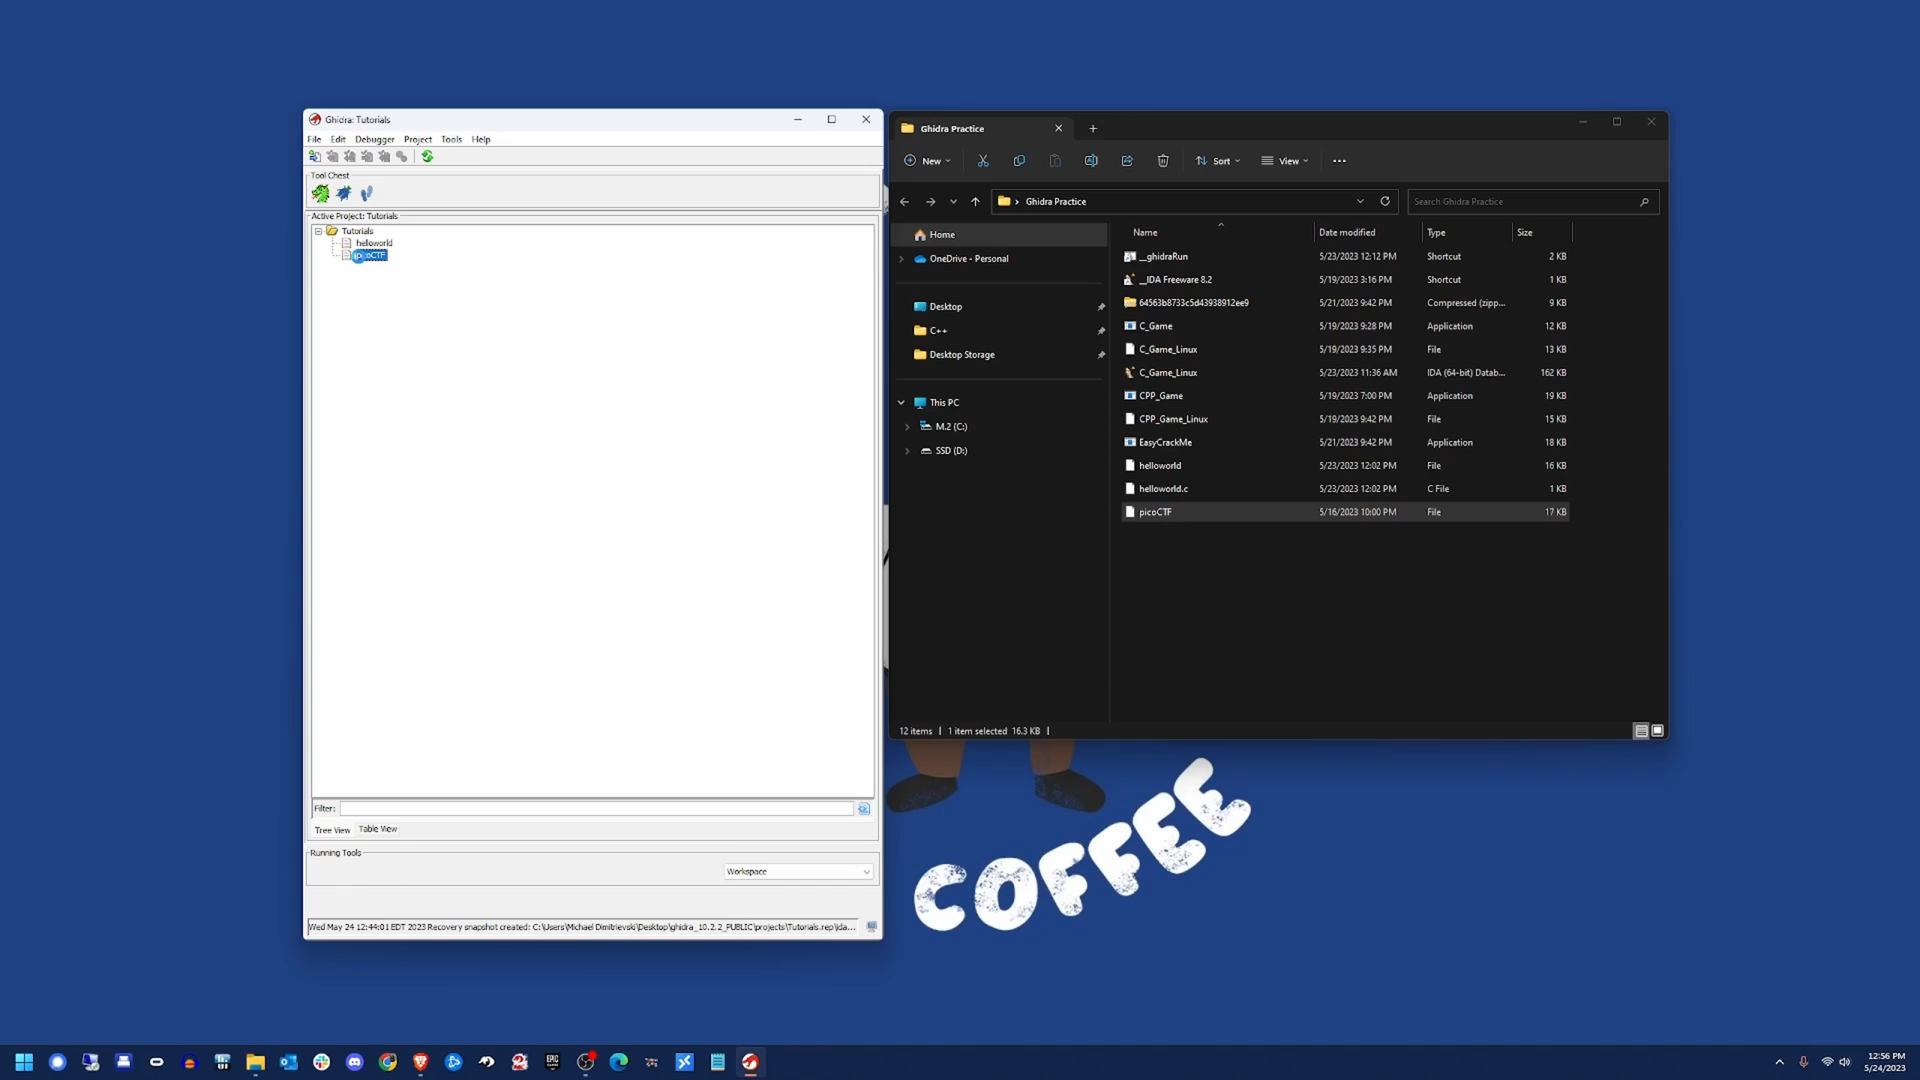 Ghidra: Tutorials
File Edit Debugger Project Tools Help
Tool Chest
Active Project: Tutorials
Tutorials
helloworld
picoCTF
Filter:
Tree View Table View
Running Tools
Workspace
Wed May 24 12:44:01 EDT 2023 Recovery snapshot created: C:\Users\Michael Dimitrievski\Desktop\ghidra_10.2.2_PUBLIC\projects\Tutorials.rep\ida...
Ghidra Practice
New Sort View
Ghidra Practice Search Ghidra Practice
Home
OneDrive - Personal
Desktop
C++
Desktop Storage
This PC
M.2 (C:)
SSD (D:)
Name Date modified Type Size
__ghidraRun 5/23/2023 12:12 PM Shortcut 2 KB
__IDA Freeware 8.2 5/19/2023 3:16 PM Shortcut 1 KB
64563b8733c5d43938912ee9 5/21/2023 9:42 PM Compressed (zipp... 9 KB
C_Game 5/19/2023 9:28 PM Application 12 KB
C_Game_Linux 5/19/2023 9:35 PM File 13 KB
C_Game_Linux 5/23/2023 11:36 AM IDA (64-bit) Datab... 162 KB
CPP_Game 5/19/2023 7:00 PM Application 19 KB
CPP_Game_Linux 5/19/2023 9:42 PM File 15 KB
EasyCrackMe 5/21/2023 9:42 PM Application 18 KB
helloworld 5/23/2023 12:02 PM File 16 KB
helloworld.c 5/23/2023 12:02 PM C File 1 KB
picoCTF 5/16/2023 10:00 PM File 17 KB
12 items 1 item selected 16.3 KB
COFFEE
EPIC
12:56 PM
5/24/2023